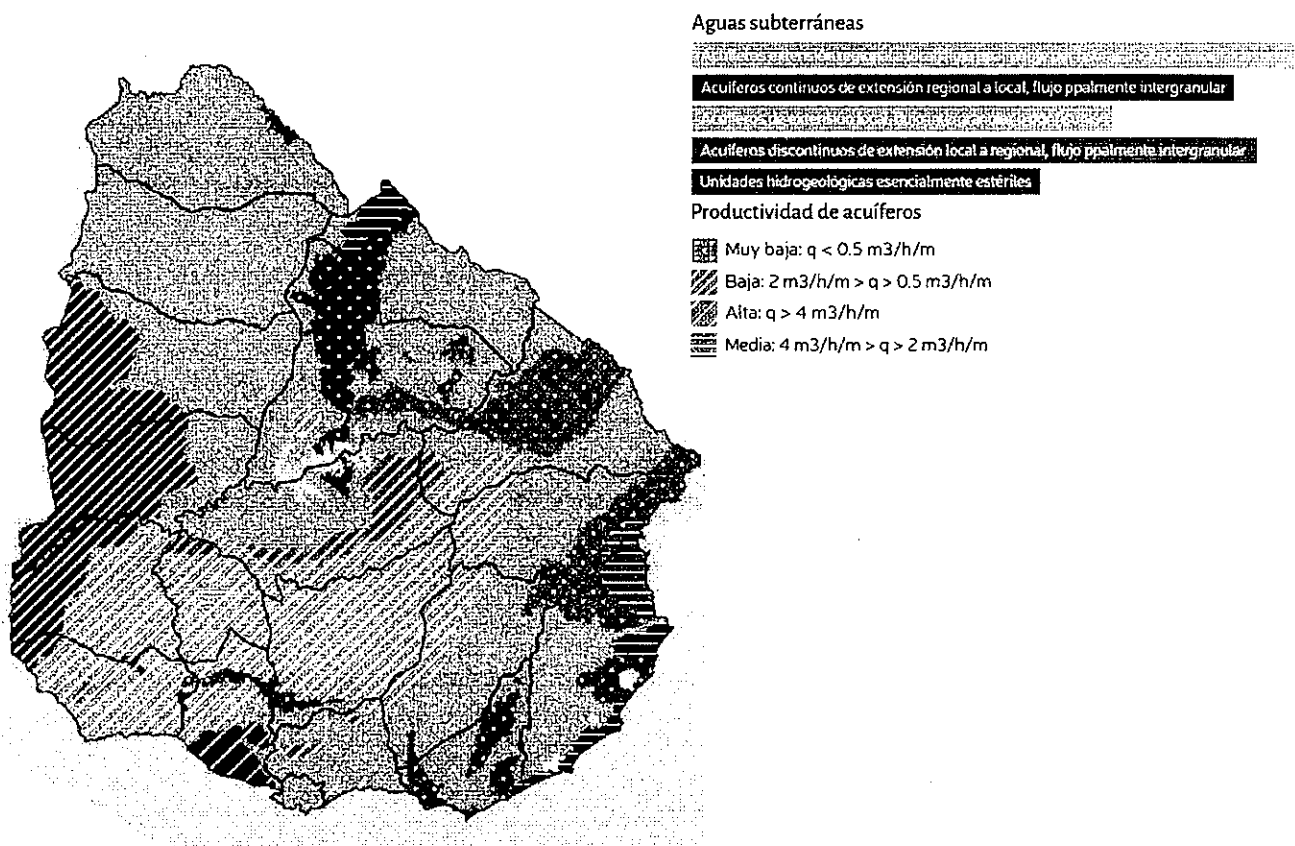 Aguas subterráneas
Acuíferos continuos de extensión regional a local, flujo ppalmente intergranular
Acuíferos discontinuos de extensión local a regional, flujo ppalmente intergranular
Unidades hidrogeológicas esencialmente estériles
Productividad de acuíferos
Muy baja: q < 0.5 m3/h/m
Baja: 2 m3/h/m > q > 0.5 m3/h/m
Alta: q > 4 m3/h/m
Media: 4 m3/h/m > q > 2 m3/h/m